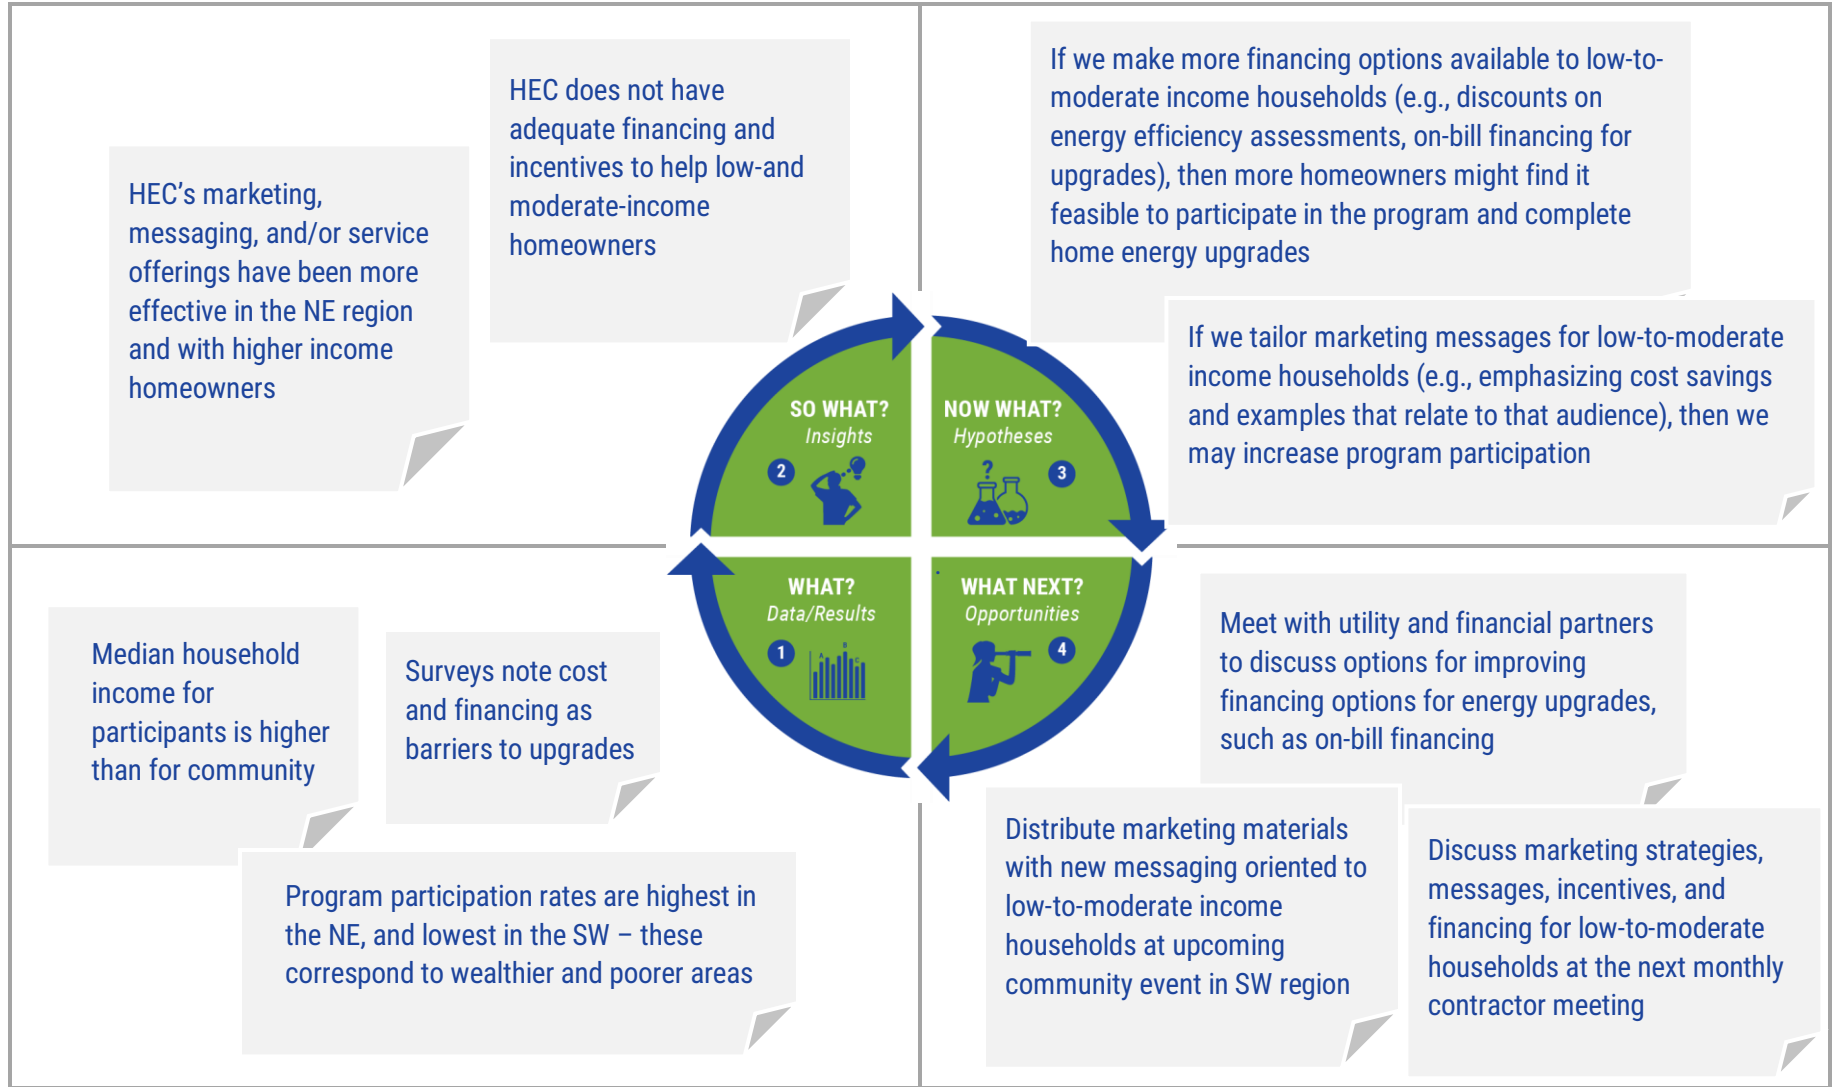 HEC's marketing,
messaging, and/or service
offerings have been more
effective in the NE region
and with higher income
homeowners
HEC does not have
adequate financing and
incentives to help low-and
moderate-income
homeowners
If we make more financing options available to low-to-
moderate income households (e.g., discounts on
energy efficiency assessments, on-bill financing for
upgrades), then more homeowners might find it
feasible to participate in the program and complete
home energy upgrades
If we tailor marketing messages for low-to-moderate
income households (e.g., emphasizing cost savings
and examples that relate to that audience), then we
may increase program participation
SO WHAT?
Insights
2
NOW WHAT?
Hypotheses
?
3
WHAT?
Data/Results
1
WHAT NEXT?
Opportunities
4
Median household
income for
participants is higher
than for community
Surveys note cost
and financing as
barriers to upgrades
Program participation rates are highest in
the NE, and lowest in the SW – these
correspond to wealthier and poorer areas
Meet with utility and financial partners
to discuss options for improving
financing options for energy upgrades,
such as on-bill financing
Distribute marketing materials
with new messaging oriented to
low-to-moderate income
households at upcoming
community event in SW region
Discuss marketing strategies,
messages, incentives, and
financing for low-to-moderate
households at the next monthly
contractor meeting